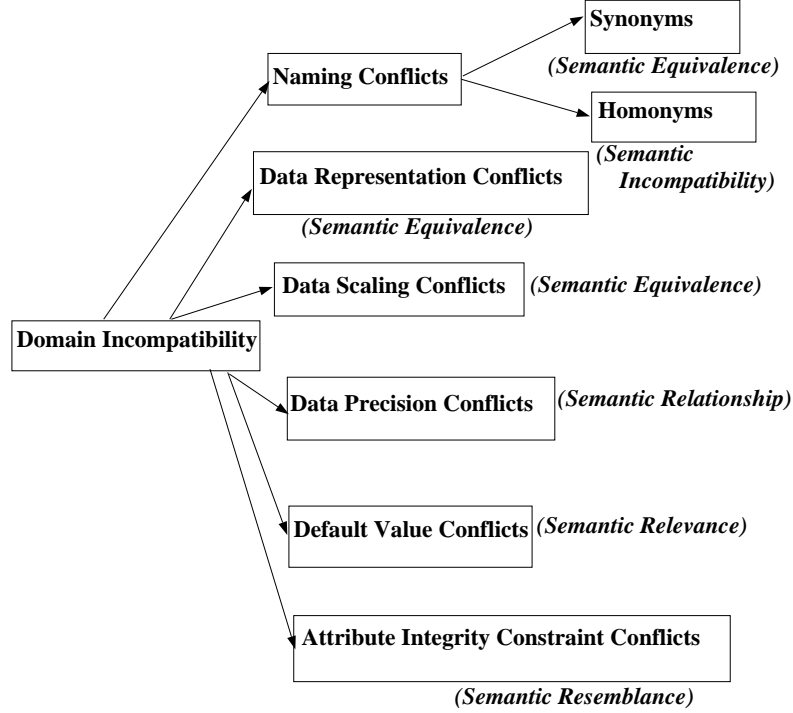 Synonyms
(Semantic Equivalence)
Naming Conflicts
Homonyms
(Semantic
Incompatibility)
Data Representation Conflicts
(Semantic Equivalence)
Data Scaling Conflicts
(Semantic Equivalence)
Domain Incompatibility
Data Precision Conflicts
(Semantic Relationship)
Default Value Conflicts
(Semantic Relevance)
Attribute Integrity Constraint Conflicts
(Semantic Resemblance)